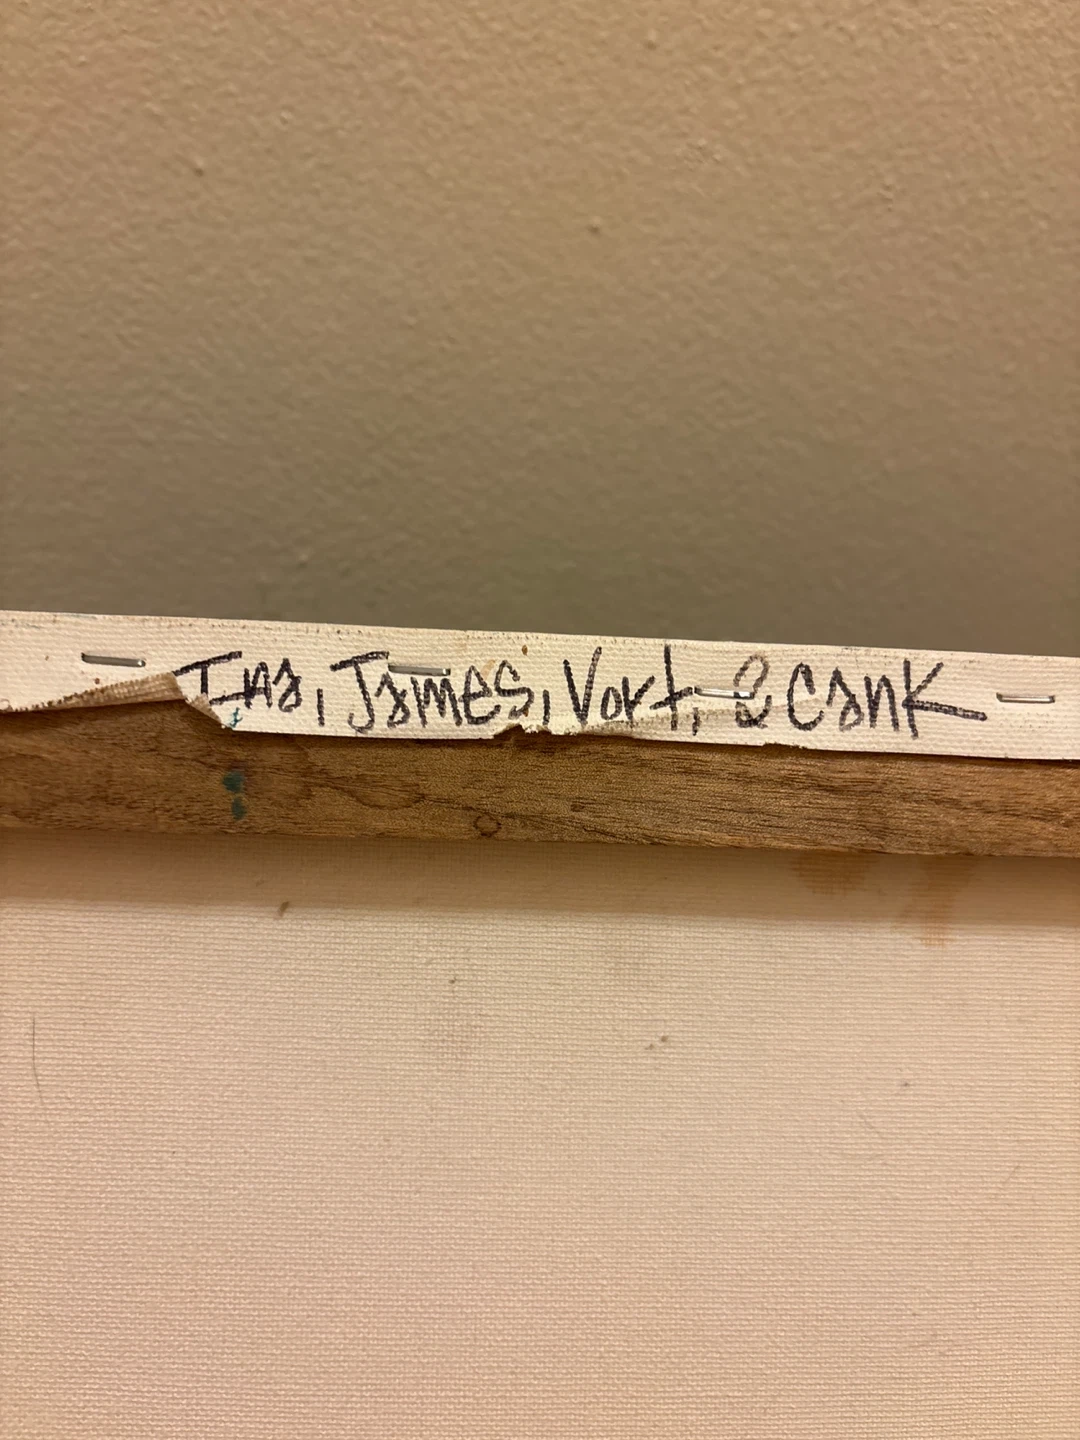 Ina, James, Vort, & Cank